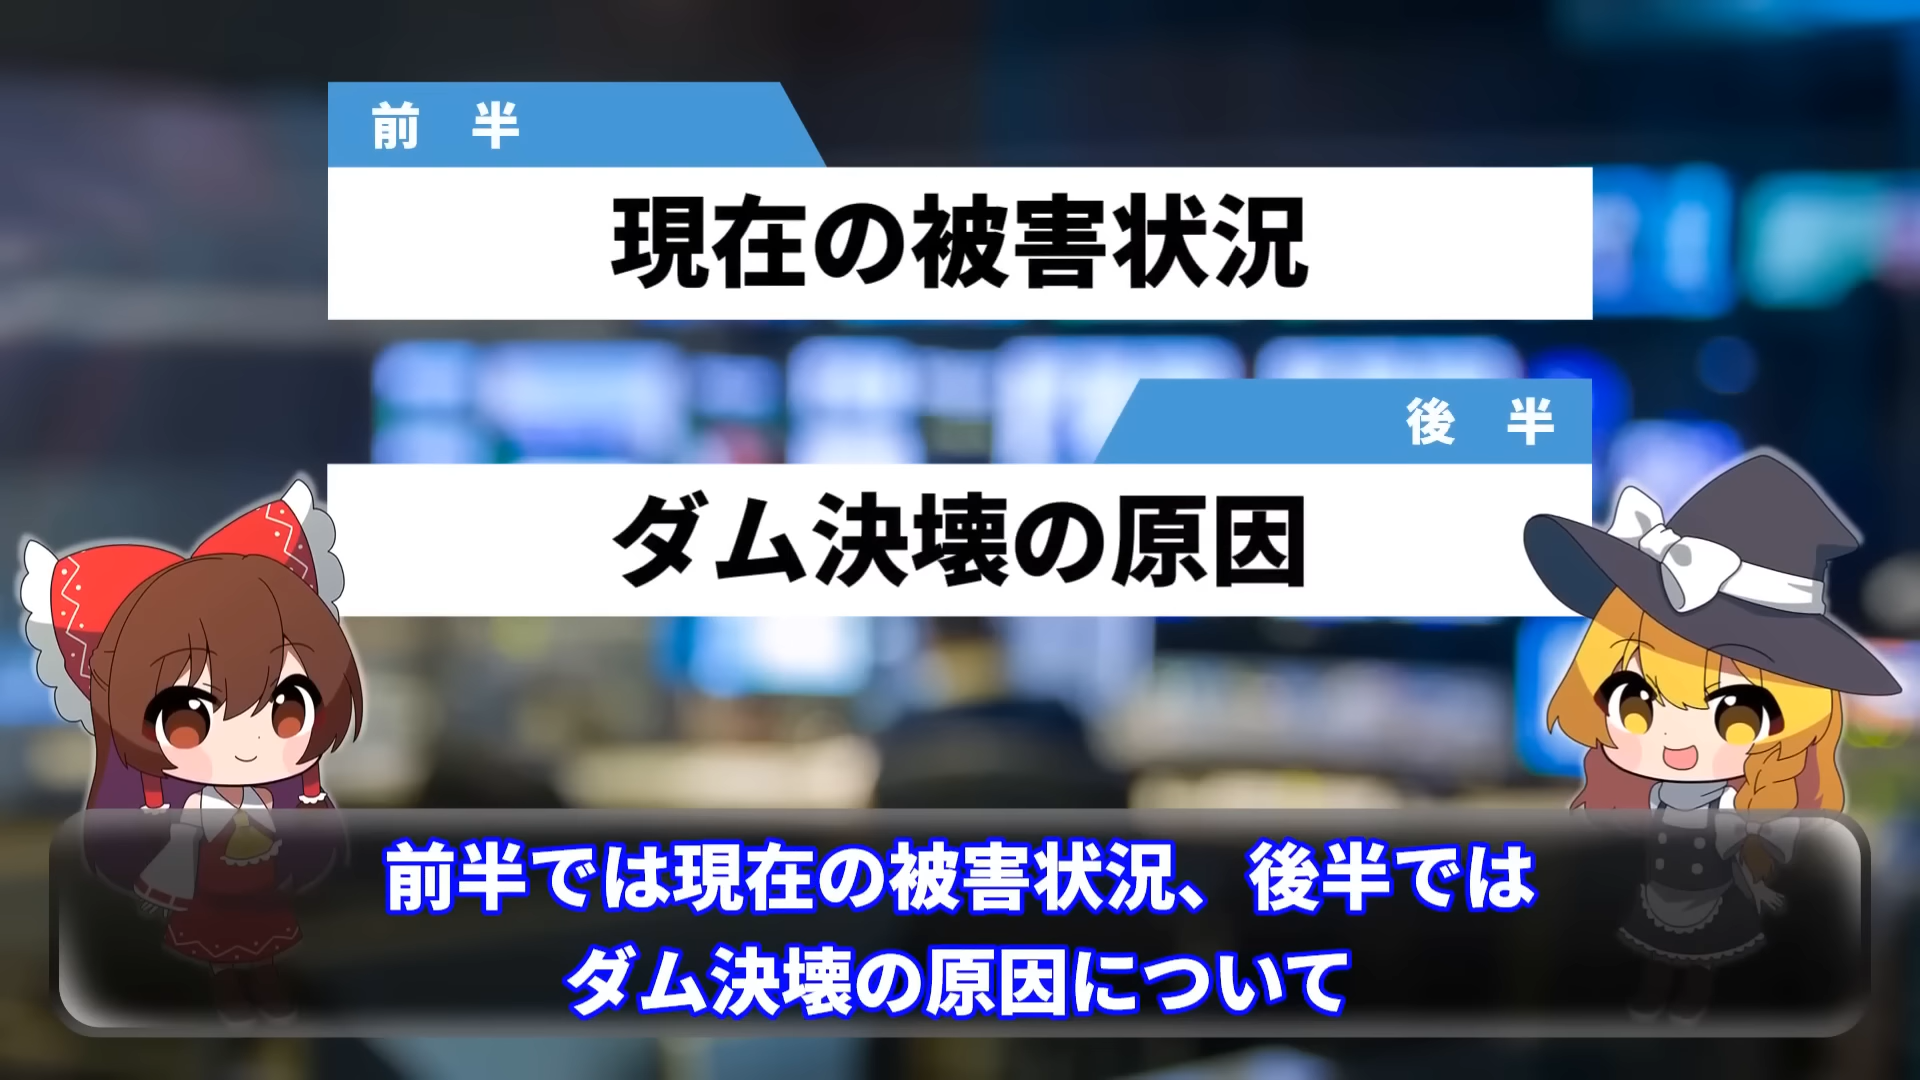 前 半
現在の被害状況
後 半
ダム決壊の原因
前半では現在の被害状況、後半では
ダム決壊の原因について